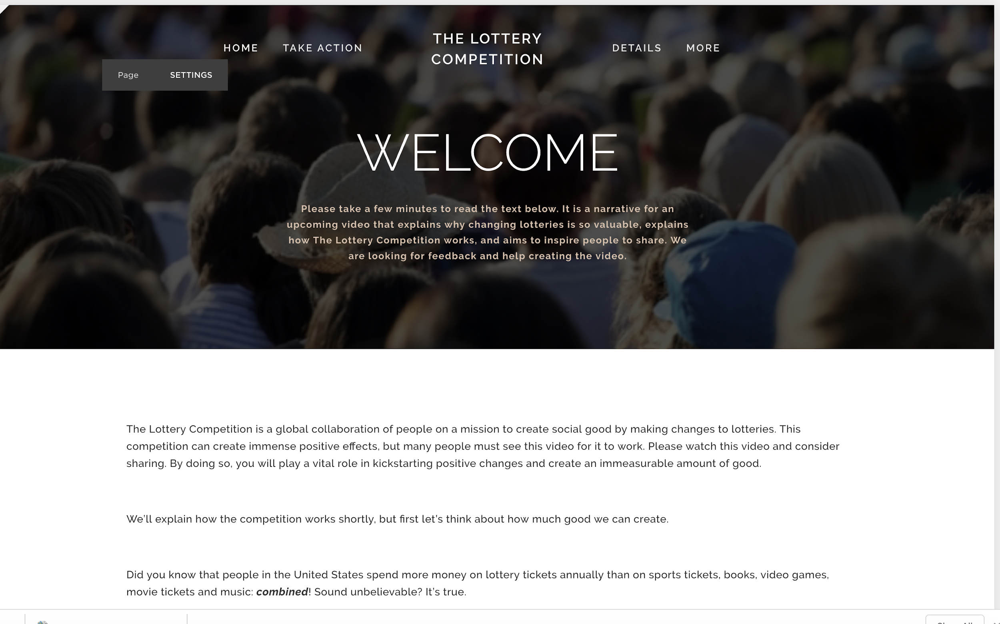 HOME
TAKE ACTION
THE LOTTERY
COMPETITION
DETAILS
MORE
Page
SETTINGS
WELCOME
Please take a few minutes to read the text below. It is a narrative for an
upcoming video that explains why changing lotteries is so valuable, explains
how The Lottery Competition works, and aims to inspire people to share. We
are looking for feedback and help creating the video.
The Lottery Competition is a global collaboration of people on a mission to create social good by making changes to lotteries. This
competition can create immense positive effects, but many people must see this video for it to work. Please watch this video and consider
sharing. By doing so, you will play a vital role in kickstarting positive changes and create an immeasurable amount of good.
We’ll explain how the competition works shortly, but first let’s think about how much good we can create.
Did you know that people in the United States spend more money on lottery tickets annually than on sports tickets, books, video games,
movie tickets and music: combined! Sound unbelievable? It’s true.